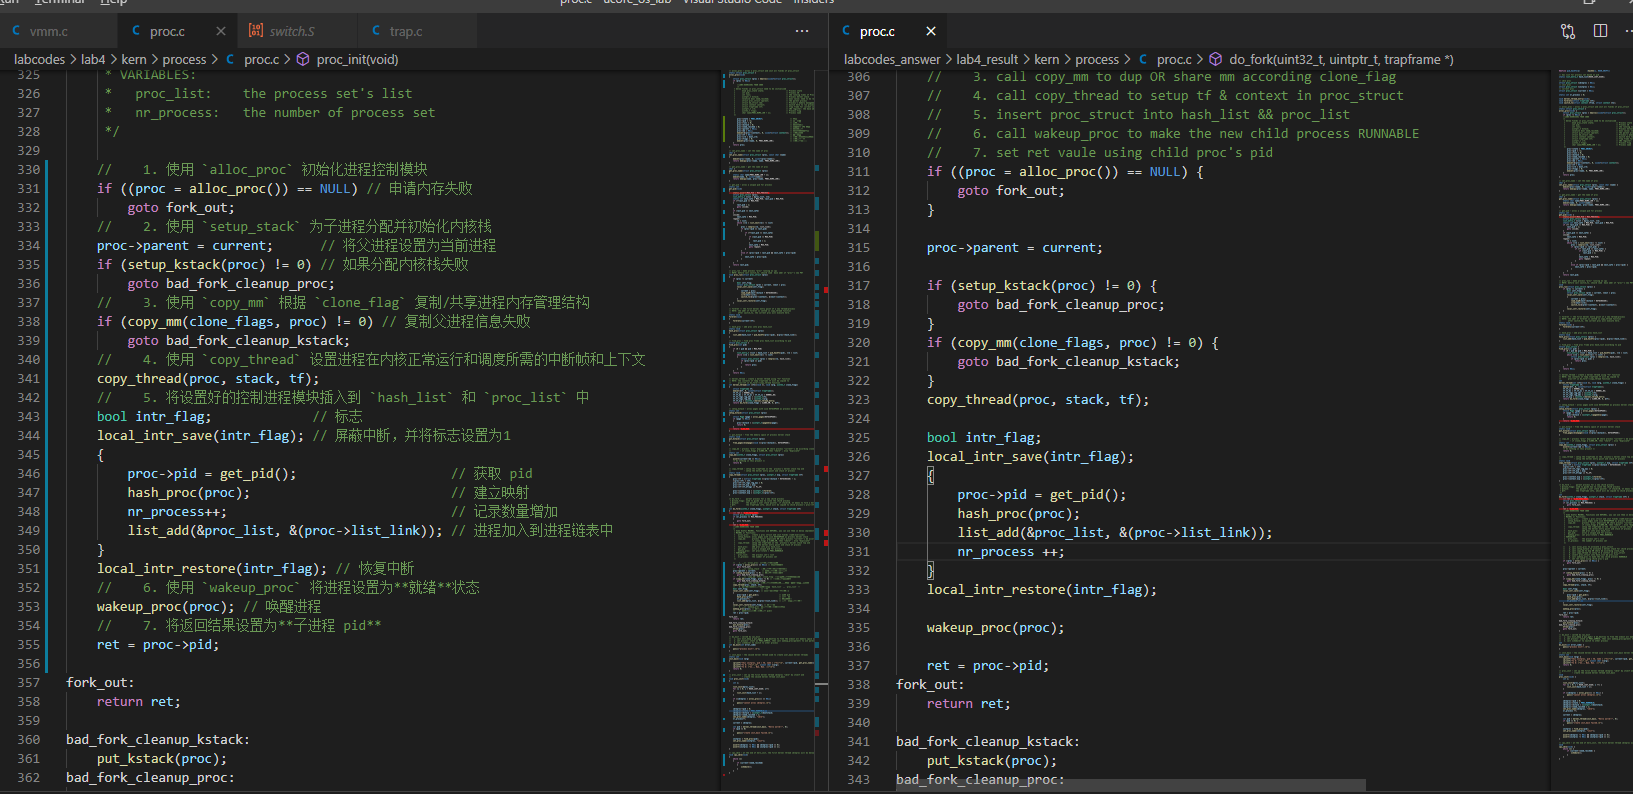 Terminal Help
proc.c - ucore_os_lab - Visual Studio Code - Insiders
vmm.c proc.c switch.S trap.c
labcodes > lab4 > kern > process > proc.c > proc_init(void)
325 * VARIABLES:
326 *   proc_list:    the process set's list
327 *   nr_process:   the number of process set
328 */
329
330 //    1. 使用 `alloc_proc` 初始化进程控制模块
331 if ((proc = alloc_proc()) == NULL) // 申请内存失败
332     goto fork_out;
333 //    2. 使用 `setup_stack` 为子进程分配并初始化内核栈
334 proc->parent = current;      // 将父进程设置为当前进程
335 if (setup_kstack(proc) != 0) // 如果分配内核栈失败
336     goto bad_fork_cleanup_proc;
337 //    3. 使用 `copy_mm` 根据 `clone_flag` 复制/共享进程内存管理结构
338 if (copy_mm(clone_flags, proc) != 0) // 复制父进程信息失败
339     goto bad_fork_cleanup_kstack;
340 //    4. 使用 `copy_thread` 设置进程在内核正常运行和调度所需的中断帧和上下文
341 copy_thread(proc, stack, tf);
342 //    5. 将设置好的控制进程模块插入到 `hash_list` 和 `proc_list` 中
343 bool intr_flag;             // 标志
344 local_intr_save(intr_flag); // 屏蔽中断，并将标志设置为1
345 {
346     proc->pid = get_pid();                    // 获取 pid
347     hash_proc(proc);                          // 建立映射
348     nr_process++;                             // 记录数量增加
349     list_add(&proc_list, &(proc->list_link)); // 进程加入到进程链表中
350 }
351 local_intr_restore(intr_flag); // 恢复中断
352 //    6. 使用 `wakeup_proc` 将进程设置为**就绪**状态
353 wakeup_proc(proc); // 唤醒进程
354 //    7. 将返回结果设置为**子进程 pid**
355 ret = proc->pid;
356
357 fork_out:
358     return ret;
359
360 bad_fork_cleanup_kstack:
361     put_kstack(proc);
362 bad_fork_cleanup_proc:
proc.c
labcodes_answer > lab4_result > kern > process > proc.c > do_fork(uint32_t, uintptr_t, trapframe *)
306 //    3. call copy_mm to dup OR share mm according clone_flag
307 //    4. call copy_thread to setup tf & context in proc_struct
308 //    5. insert proc_struct into hash_list && proc_list
309 //    6. call wakeup_proc to make the new child process RUNNABLE
310 //    7. set ret vaule using child proc's pid
311 if ((proc = alloc_proc()) == NULL) {
312     goto fork_out;
313 }
314
315 proc->parent = current;
316
317 if (setup_kstack(proc) != 0) {
318     goto bad_fork_cleanup_proc;
319 }
320 if (copy_mm(clone_flags, proc) != 0) {
321     goto bad_fork_cleanup_kstack;
322 }
323 copy_thread(proc, stack, tf);
324
325 bool intr_flag;
326 local_intr_save(intr_flag);
327 {
328     proc->pid = get_pid();
329     hash_proc(proc);
330     list_add(&proc_list, &(proc->list_link));
331     nr_process ++;
332 }
333 local_intr_restore(intr_flag);
334
335 wakeup_proc(proc);
336
337 ret = proc->pid;
338 fork_out:
339     return ret;
340
341 bad_fork_cleanup_kstack:
342     put_kstack(proc);
343 bad_fork_cleanup_proc: